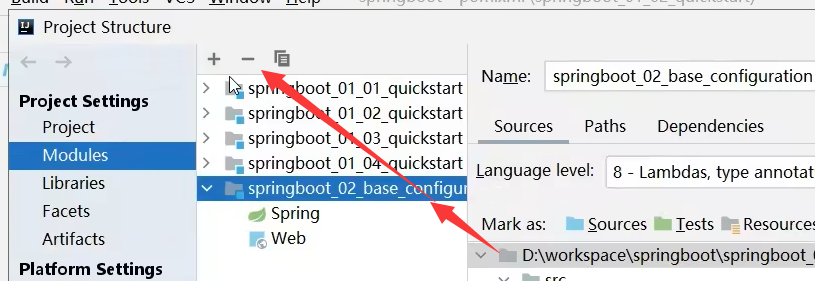 Build Run Tools VCS Window Help springboot - pom.xml (springboot_01_02_quickstart)
Project Structure
Project Settings
Project
Modules
Libraries
Facets
Artifacts
Platform Settings
springboot_01_01_quickstart
springboot_01_02_quickstart
springboot_01_03_quickstart
springboot_01_04_quickstart
springboot_02_base_configur
Spring
Web
Name: springboot_02_base_configuration
Sources Paths Dependencies
Language level: 8 - Lambdas, type annotat
Mark as: Sources Tests Resources
D:\workspace\springboot\springboot_0
src